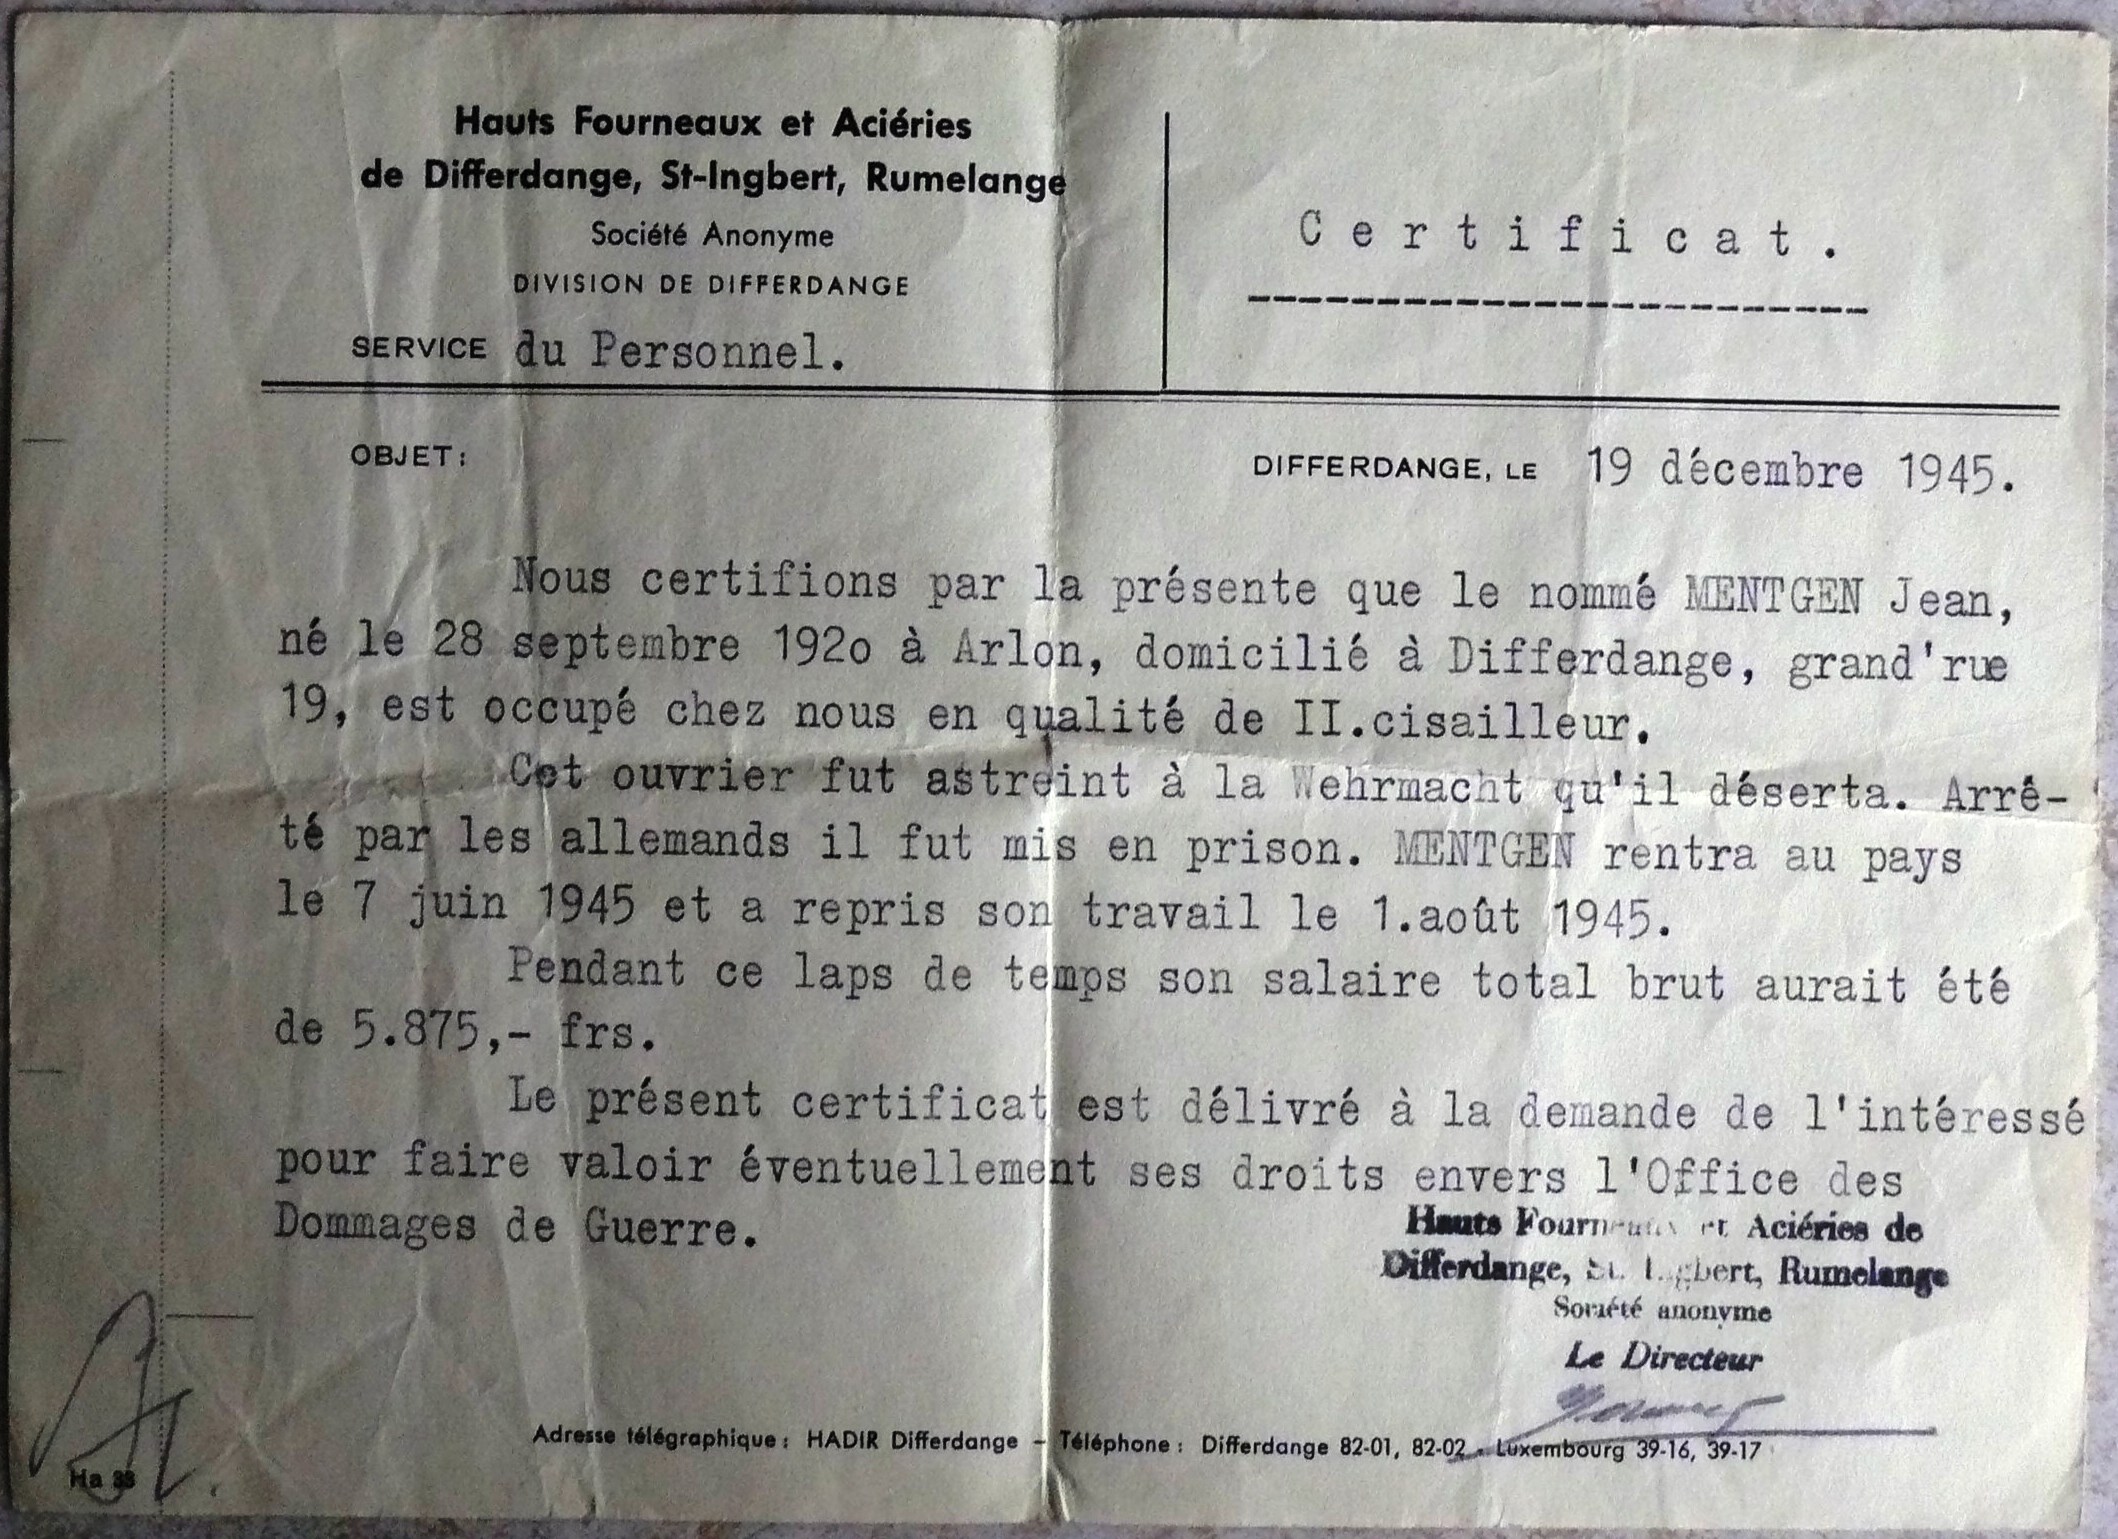 Hauts Fourneaux et Aciéries
de Differdange, St-Ingbert, Rumelange
Société Anonyme
DIVISION DE DIFFERDANGE
SERVICE du Personnel.
Certificat.
OBJET:
DIFFERDANGE, LE 19 décembre 1945.
Nous certifions par la présente que le nommé MENTGEN Jean,
né le 28 septembre 192o à Arlon, domicilié à Differdange, grand'rue
19, est occupé chez nous en qualité de II.cisailleur.
Cet ouvrier fut astreint à la Wehrmacht qu'il déserta. Arrê-
té par les allemands il fut mis en prison. MENTGEN rentra au pays
le 7 juin 1945 et a repris son travail le 1.août 1945.
Pendant ce laps de temps son salaire total brut aurait été
de 5.875,- frs.
Le présent certificat est délivré à la demande de l'intéressé
pour faire valoir éventuellement ses droits envers l'Office des
Dommages de Guerre.
Hauts Fourneaux et Aciéries de
Differdange, St. Ingbert, Rumelange
Société anonyme
Le Directeur
Adresse télégraphique: HADIR Differdange - Téléphone: Differdange 82-01, 82-02 - Luxembourg 39-16, 39-17
Ha